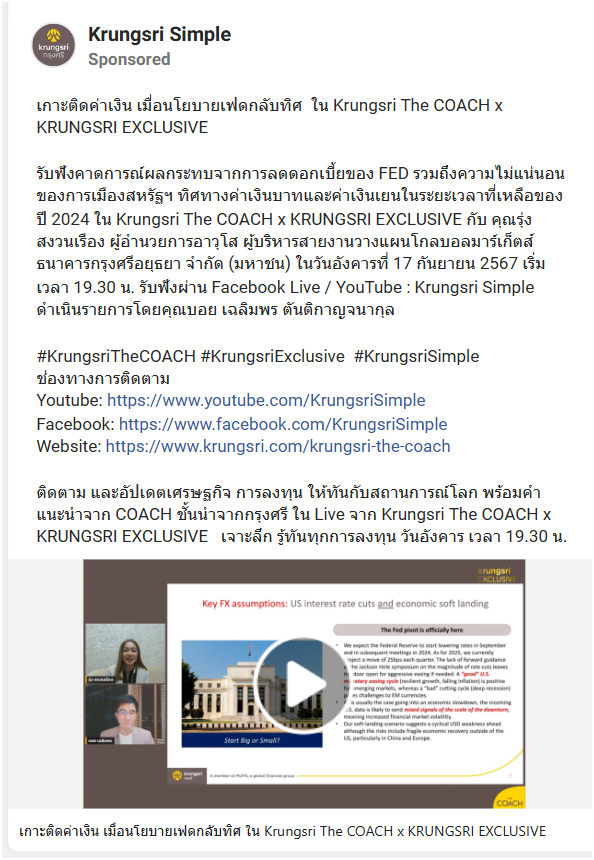 krungsri
กรุงศรี
Krungsri Simple
Sponsored
เกาะติดค่าเงิน เมื่อนโยบายเฟดกลับทิศ ใน Krungsri The COACH x
KRUNGSRI EXCLUSIVE
รับฟังคาดการณ์ผลกระทบจากการลดดอกเบี้ยของ FED รวมถึงความไม่แน่นอน
ของการเมืองสหรัฐฯ ทิศทางค่าเงินบาทและค่าเงินเยนในระยะเวลาที่เหลือของ
ปี 2024 ใน Krungsri The COACH x KRUNGSRI EXCLUSIVE กับ คุณรุ่ง
สงวนเรือง ผู้อำนวยการอาวุโส ผู้บริหารสายงานวางแผนโกลบอลมาร์เก็ตส์
ธนาคารกรุงศรีอยุธยา จำกัด (มหาชน) ในวันอังคารที่ 17 กันยายน 2567 เริ่ม
เวลา 19.30 น. รับฟังผ่าน Facebook Live / YouTube : Krungsri Simple
ดำเนินรายการโดยคุณบอย เฉลิมพร ตันติกาญจนากุล
#KrungsriTheCOACH #KrungsriExclusive #KrungsriSimple
ช่องทางการติดตาม
Youtube: https://www.youtube.com/KrungsriSimple
Facebook: https://www.facebook.com/KrungsriSimple
Website: https://www.krungsri.com/krungsri-the-coach
ติดตาม และอัปเดตเศรษฐกิจ การลงทุน ให้ทันกับสถานการณ์โลก พร้อมคำ
แนะนำจาก COACH ชั้นนำจากกรุงศรี ใน Live จาก Krungsri The COACH x
KRUNGSRI EXCLUSIVE เจาะลึก รู้ทันทุกการลงทุน วันอังคาร เวลา 19.30 น.
krungsri
EXCLUSIVE
Key FX assumptions: US interest rate cuts and economic soft landing
The Fed pivot is officially here
We expect the Federal Reserve to start lowering rates in September
and in subsequent meetings in 2024. As for 2025, we currently
project a move of 25bps each quarter. The lack of forward guidance
Jackson Hole symposium on the magnitude of rate cuts leaves
door open for aggressive easing if needed. A "good" U.S.
monetary easing cycle (resilient growth, falling inflation) is positive
emerging markets, whereas a "bad" cutting cycle (deep recession)
challenges to EM currencies.
is usually the case going into an economic slowdown, the incoming
U.S. data is likely to send mixed signals of the scale of the downturn,
meaning increased financial market volatility.
Our soft-landing scenario suggests a cyclical USD weakness ahead
although the risks include fragile economic recovery outside of the
US, particularly in China and Europe.
Start Big or Small?
krungsri
กรุงศรี
A member of MUFG, a global financial group
COACH
เกาะติดค่าเงิน เมื่อนโยบายเฟดกลับทิศ ใน Krungsri The COACH x KRUNGSRI EXCLUSIVE